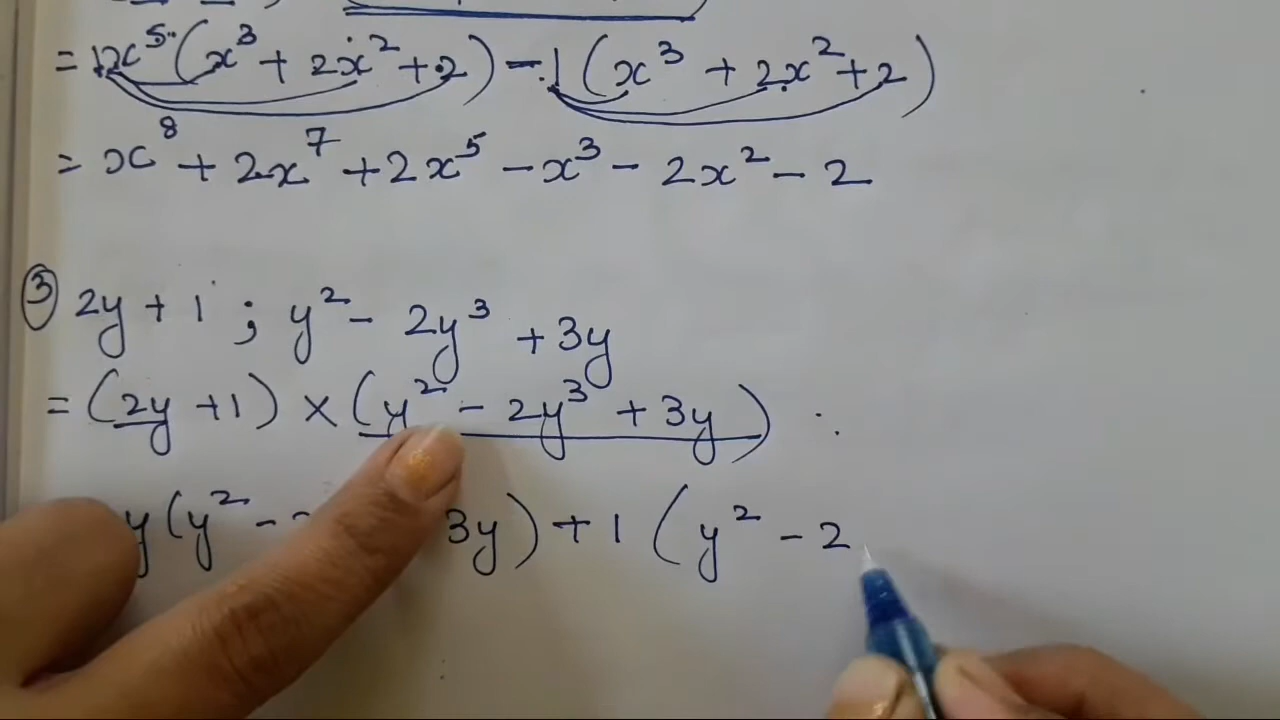 = 1x⁵(x³ + 2x² + 2) - 1(x³ + 2x² + 2)
= x⁸ + 2x⁷ + 2x⁵ - x³ - 2x² - 2
③ 2y + 1 ; y² - 2y³ + 3y
= (2y + 1) × (y² - 2y³ + 3y)
y(y² - 3y) + 1(y² - 2